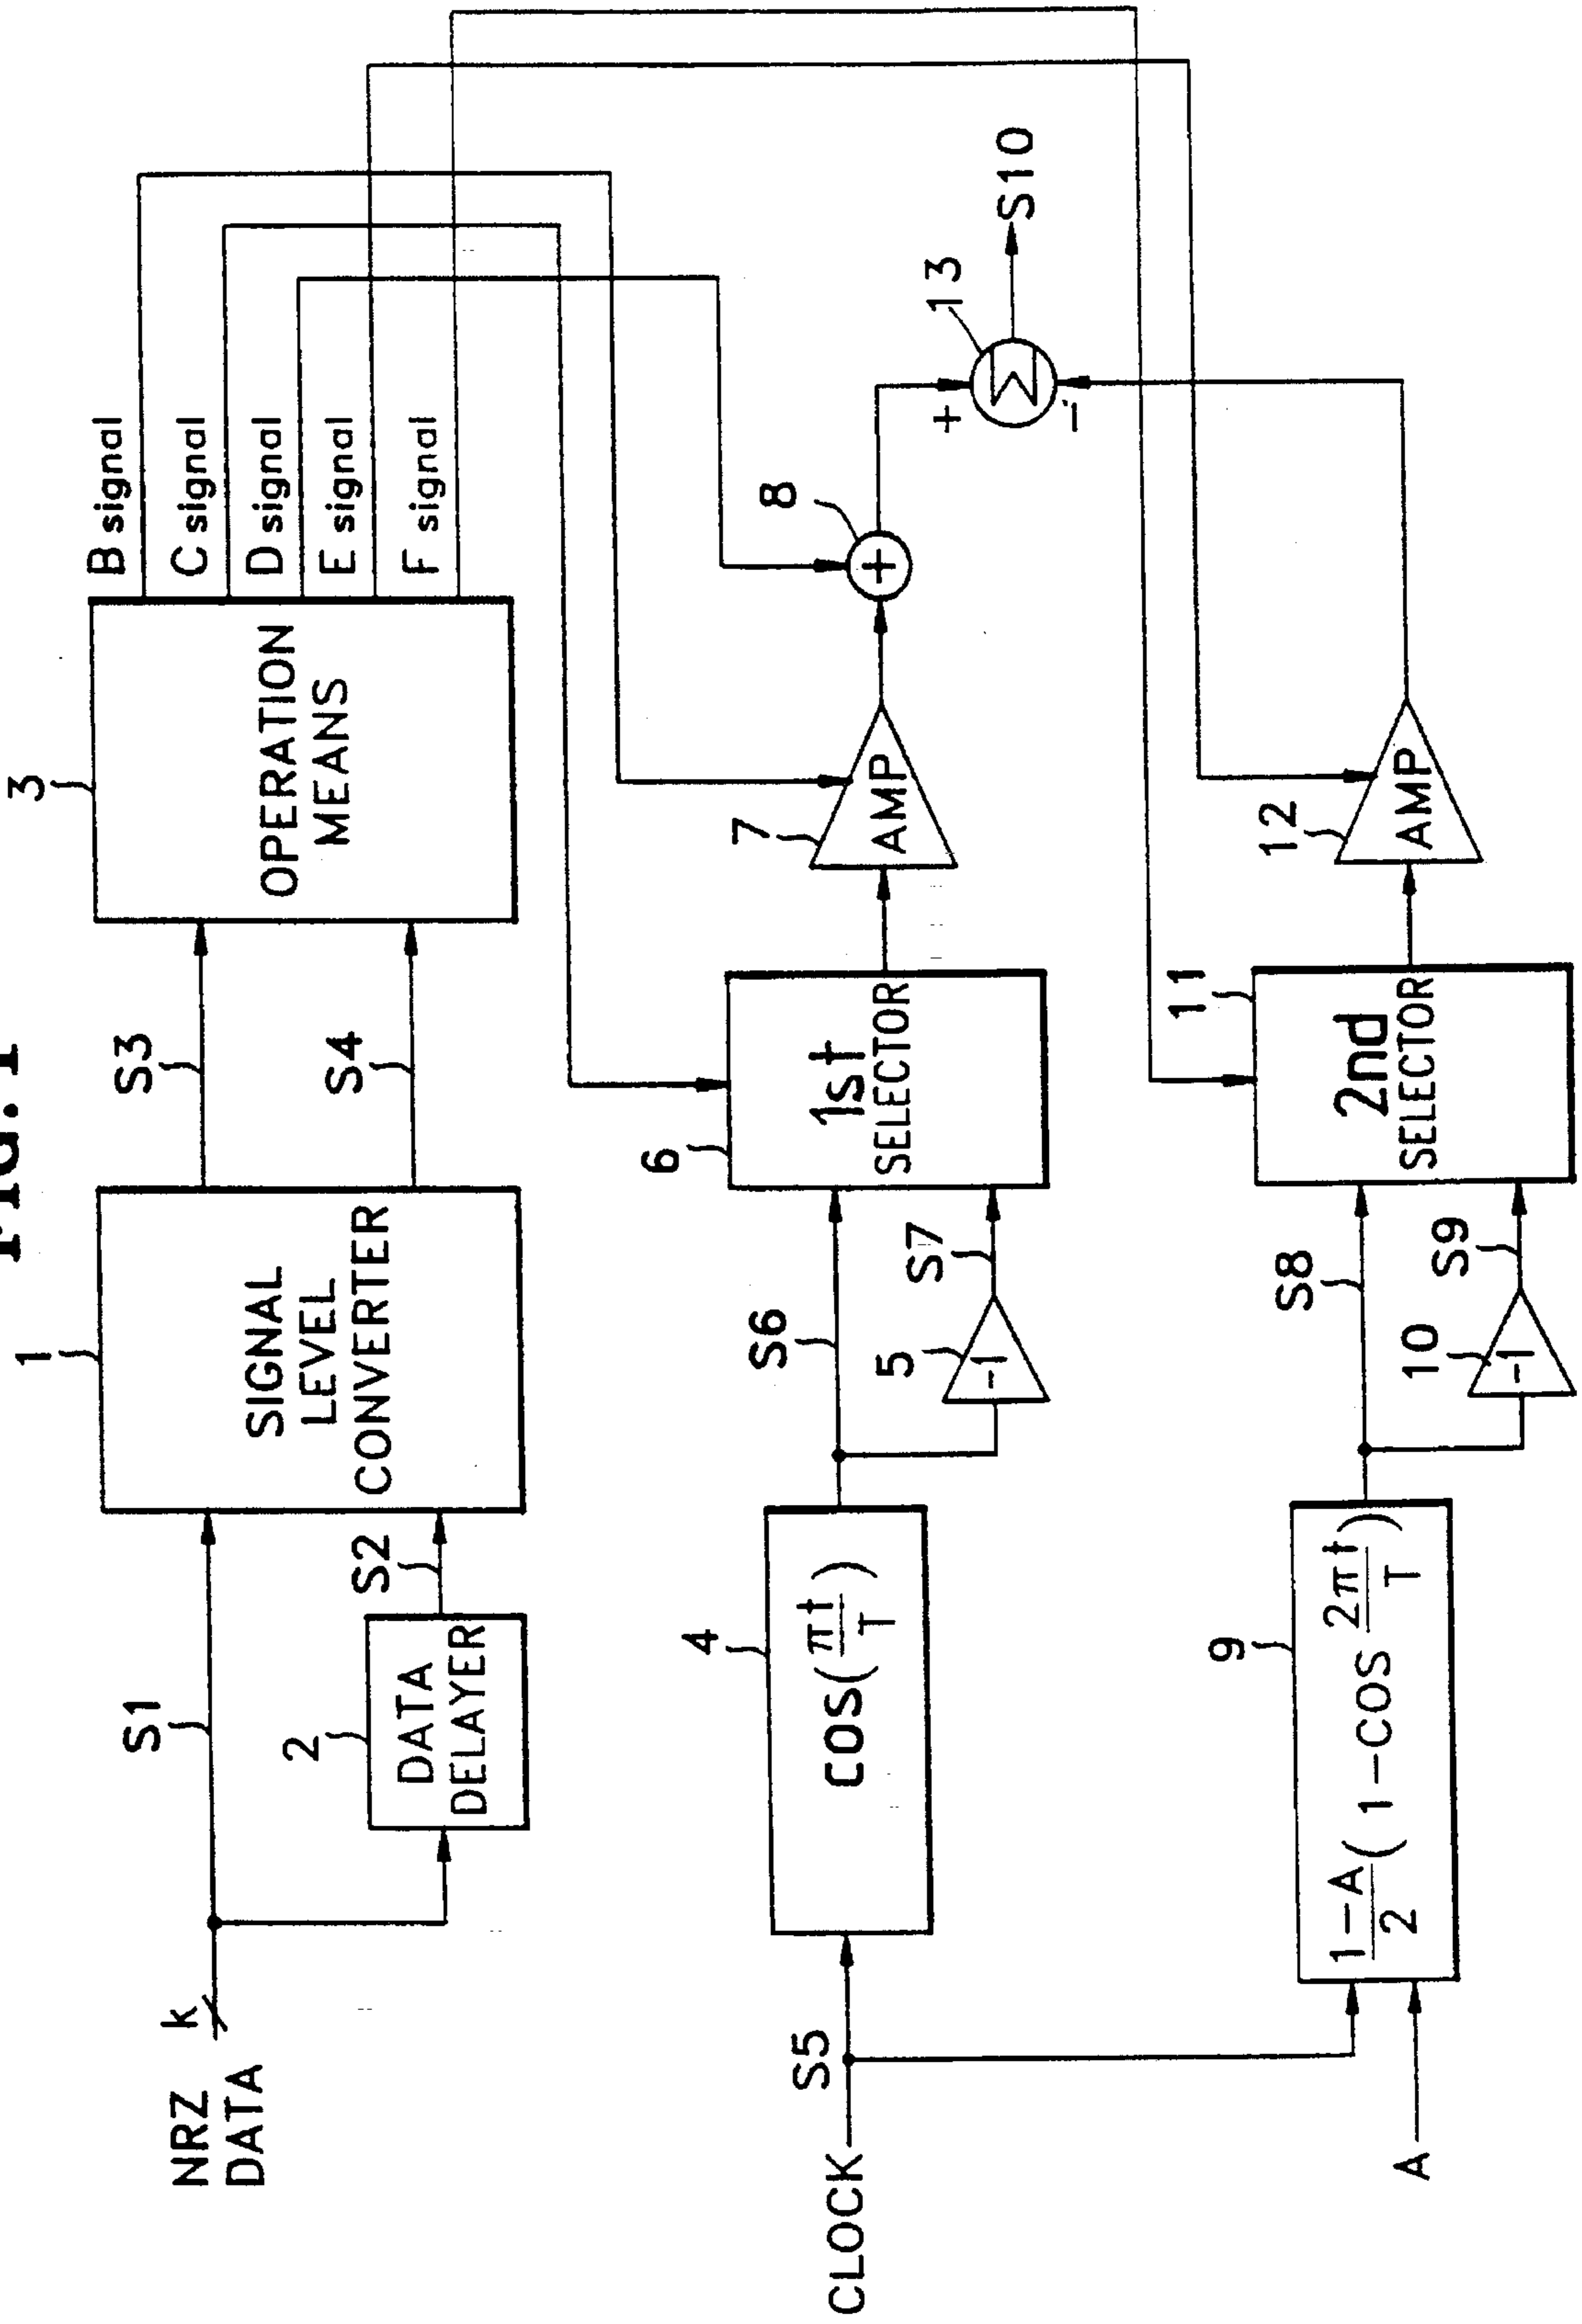 FIG. 1
NRZ
DATA
k
S1
2
DATA
DELAYER
S2
1
SIGNAL
LEVEL
CONVERTER
S3
S4
3
OPERATION
MEANS
B signal
C signal
D signal
E signal
F signal
CLOCK
S5
4
COS(πt/T)
S6
5
-1
S7
6
1st
SELECTOR
7
AMP
8
+
+
13
Σ
−
S10
A
9
1−A/2 (1−COS 2πt/T)
S8
10
-1
S9
11
2nd
SELECTOR
12
AMP